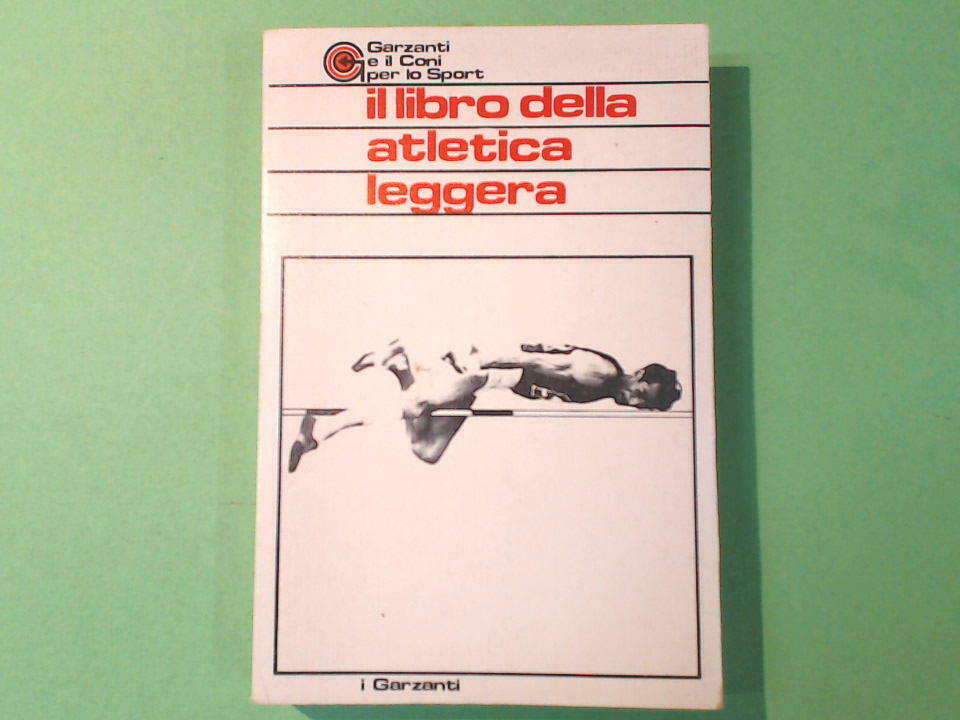 Garzanti
e il Coni
per lo Sport
il libro della
atletica
leggera
i Garzanti